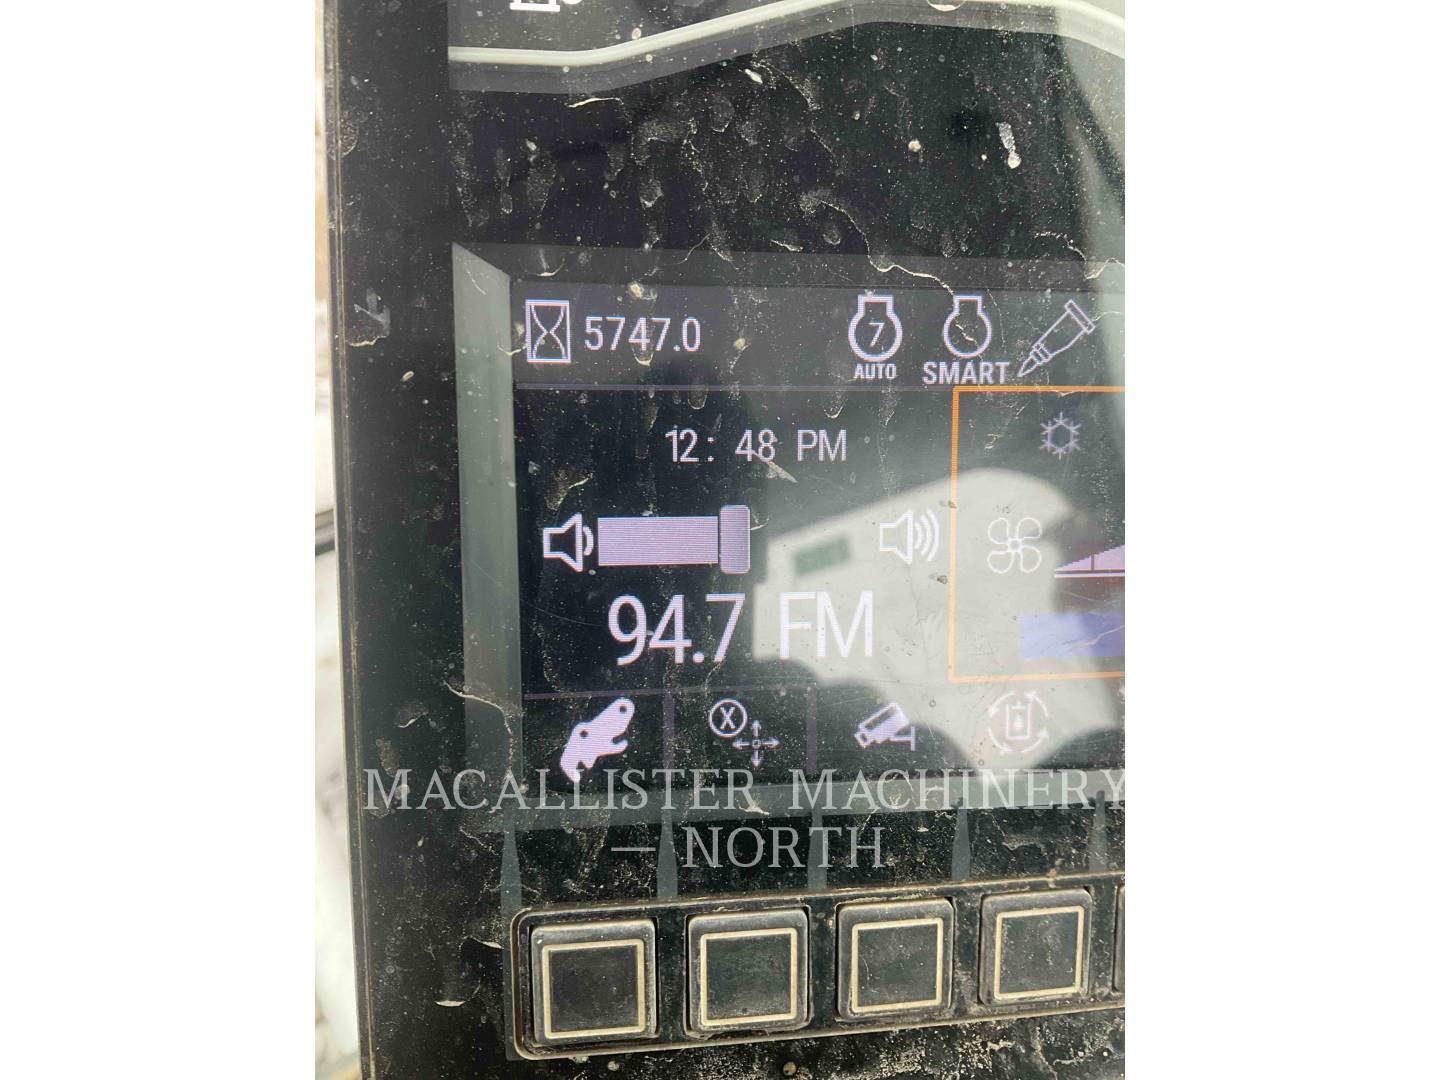 5747.0
7
AUTO
SMART
12: 48 PM
94.7 FM
X
MACALLISTER MACHINERY
— NORTH